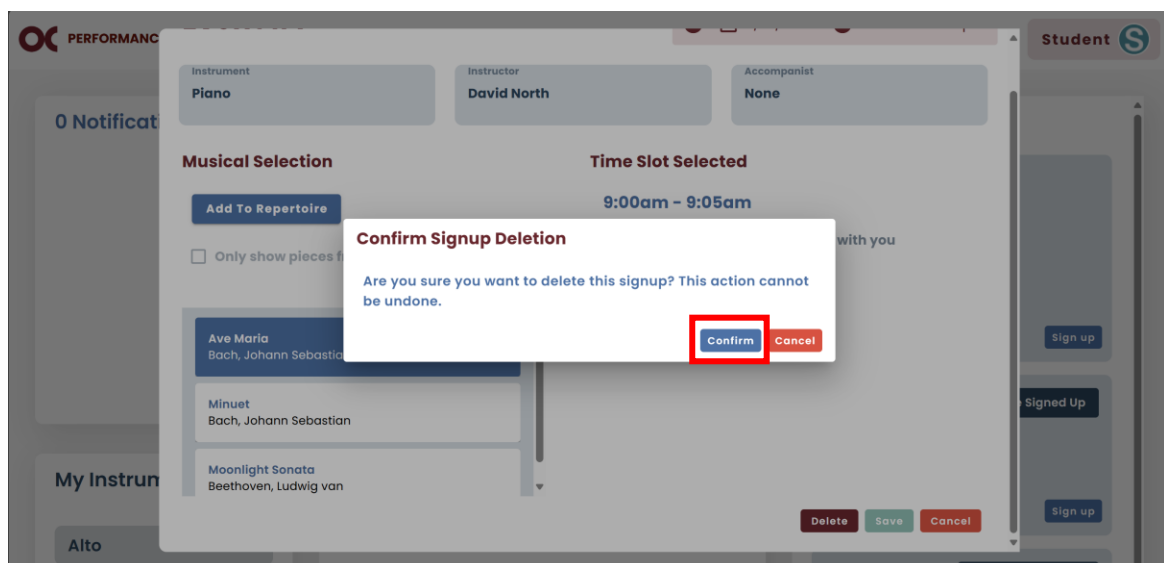 PERFORMANC
Student S
0 Notificati
Instrument
Piano
Instructor
David North
Accompanist
None
Musical Selection
Time Slot Selected
Add To Repertoire
9:00am - 9:05am
Only show pieces f
with you
Confirm Signup Deletion
Are you sure you want to delete this signup? This action cannot
be undone.
Confirm
Cancel
Ave Maria
Bach, Johann Sebastia
Minuet
Bach, Johann Sebastian
Moonlight Sonata
Beethoven, Ludwig van
Delete
Save
Cancel
Sign up
Signed Up
Sign up
My Instrum
Alto